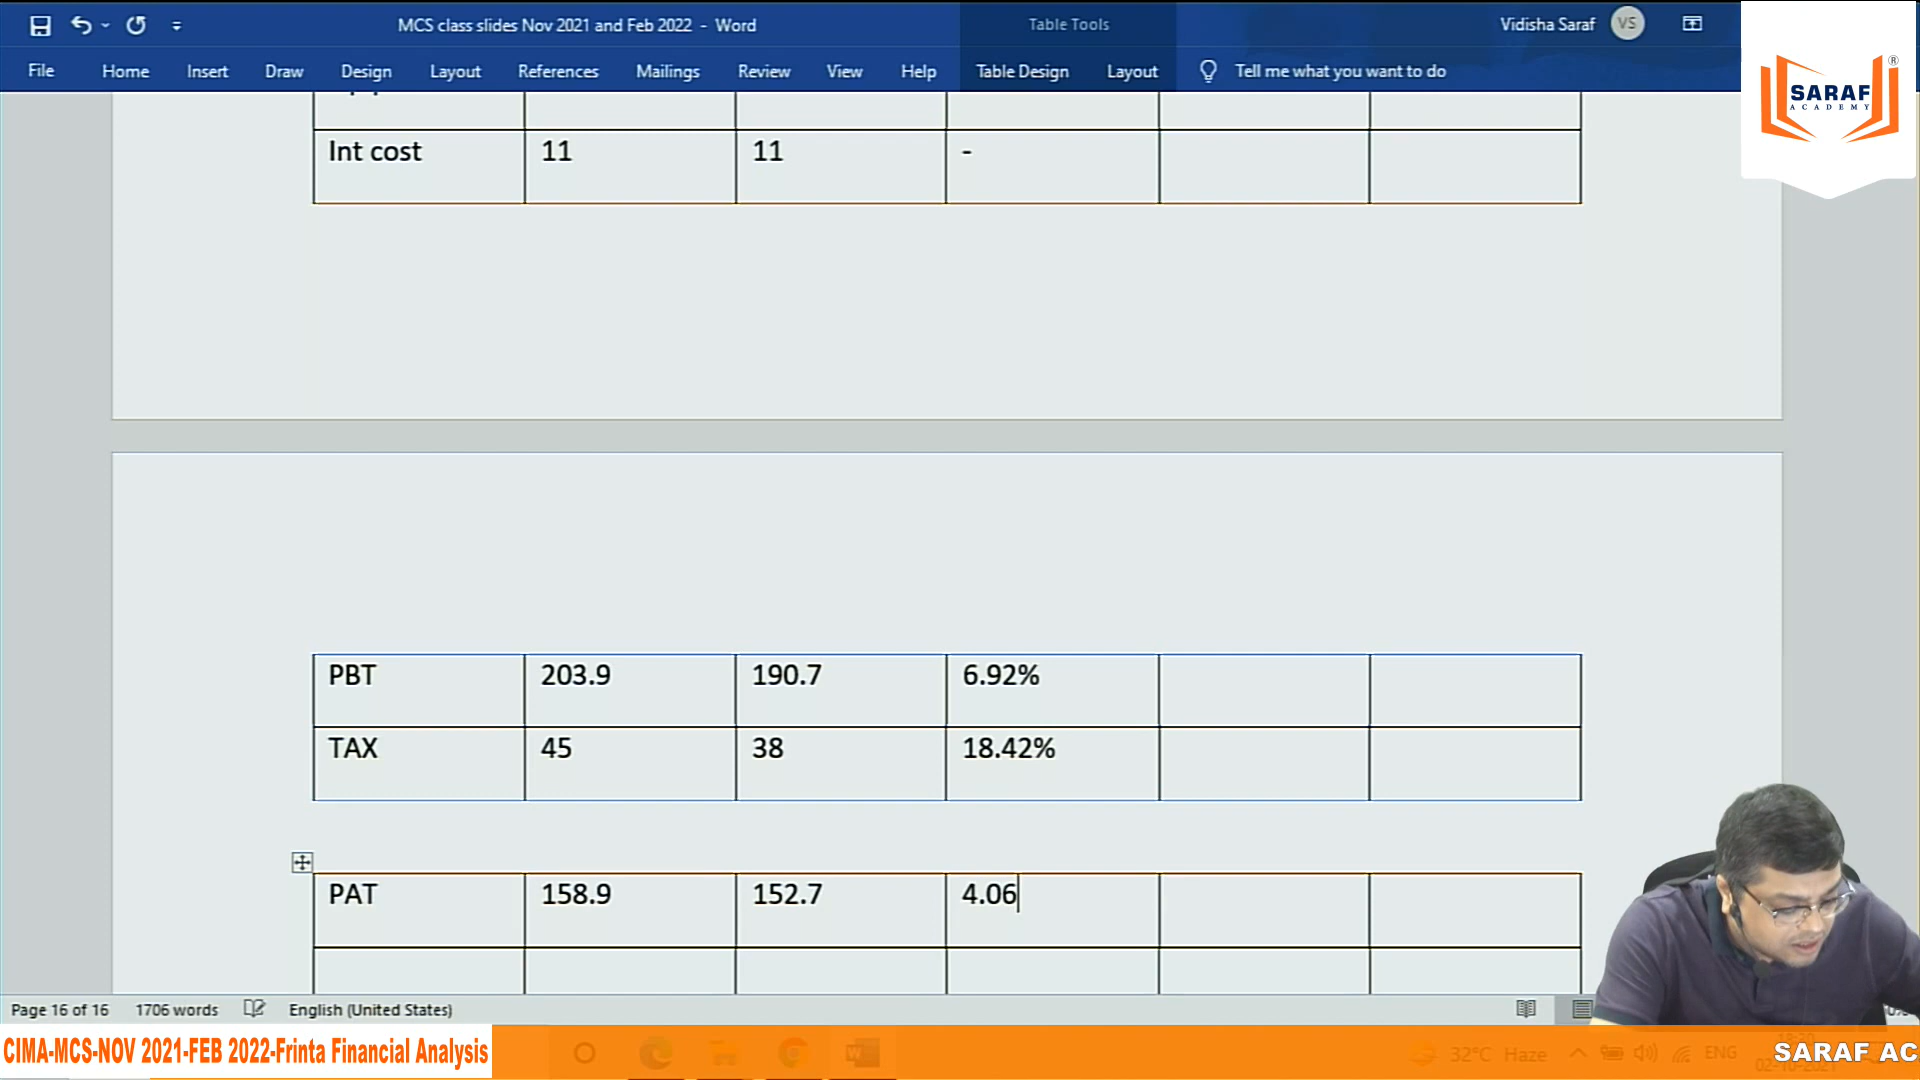 MCS class slides Nov 2021 and Feb 2022 - Word
Table Tools
Vidisha Saraf
VS
File Home Insert Draw Design Layout References Mailings Review View Help Table Design Layout Tell me what you want to do
SARAF
ACADEMY
®
Int cost 11 11 -
PBT 203.9 190.7 6.92%
TAX 45 38 18.42%
PAT 158.9 152.7 4.06
Page 16 of 16 1706 words English (United States)
CIMA-MCS-NOV 2021-FEB 2022-Frinta Financial Analysis
32°C Haze ENG
SARAF AC